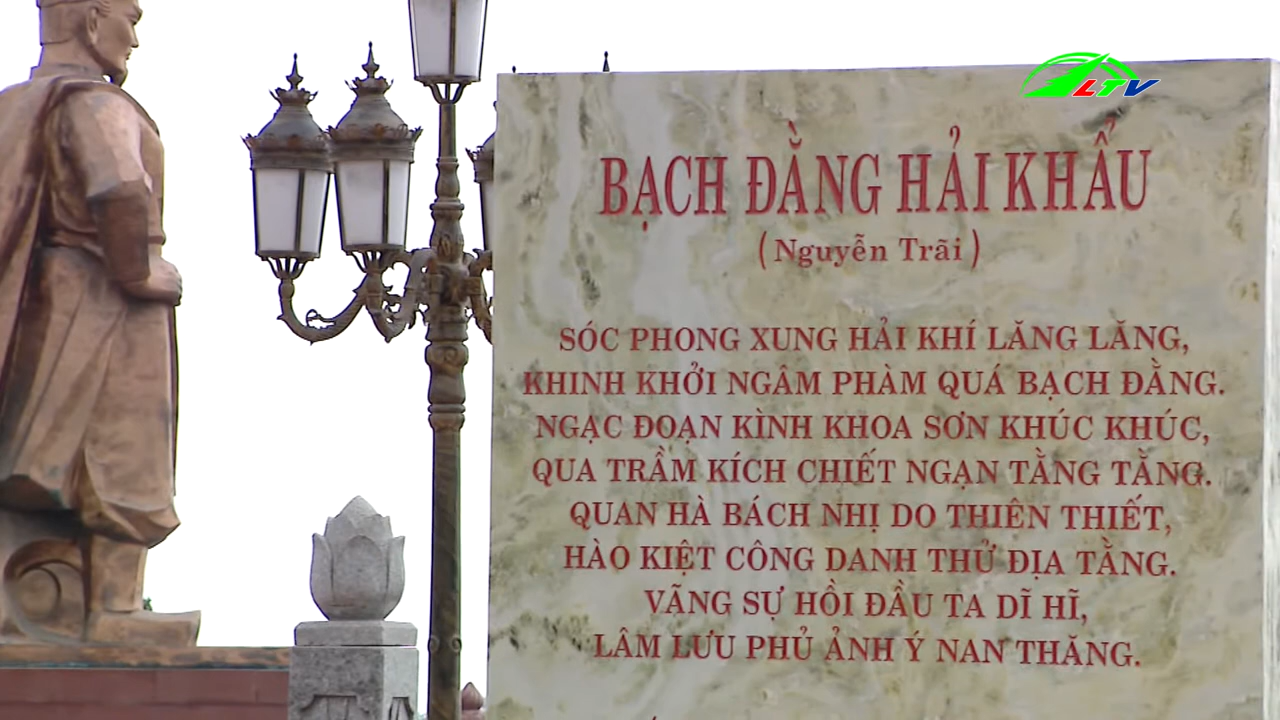 LTV
BẠCH ĐẰNG HẢI KHẨU
(Nguyễn Trãi)
SÓC PHONG XUNG HẢI KHÍ LĂNG LĂNG,
KHINH KHỞI NGÂM PHÀM QUÁ BẠCH ĐẰNG.
NGẠC ĐOẠN KÌNH KHOA SƠN KHÚC KHÚC,
QUA TRẦM KÍCH CHIẾT NGẠN TẰNG TẰNG.
QUAN HÀ BÁCH NHỊ DO THIÊN THIẾT,
HÀO KIỆT CÔNG DANH THỬ ĐỊA TẰNG.
VÃNG SỰ HỒI ĐẦU TA DĨ HĨ,
LÂM LƯU PHỦ ẢNH Ý NAN THĂNG.